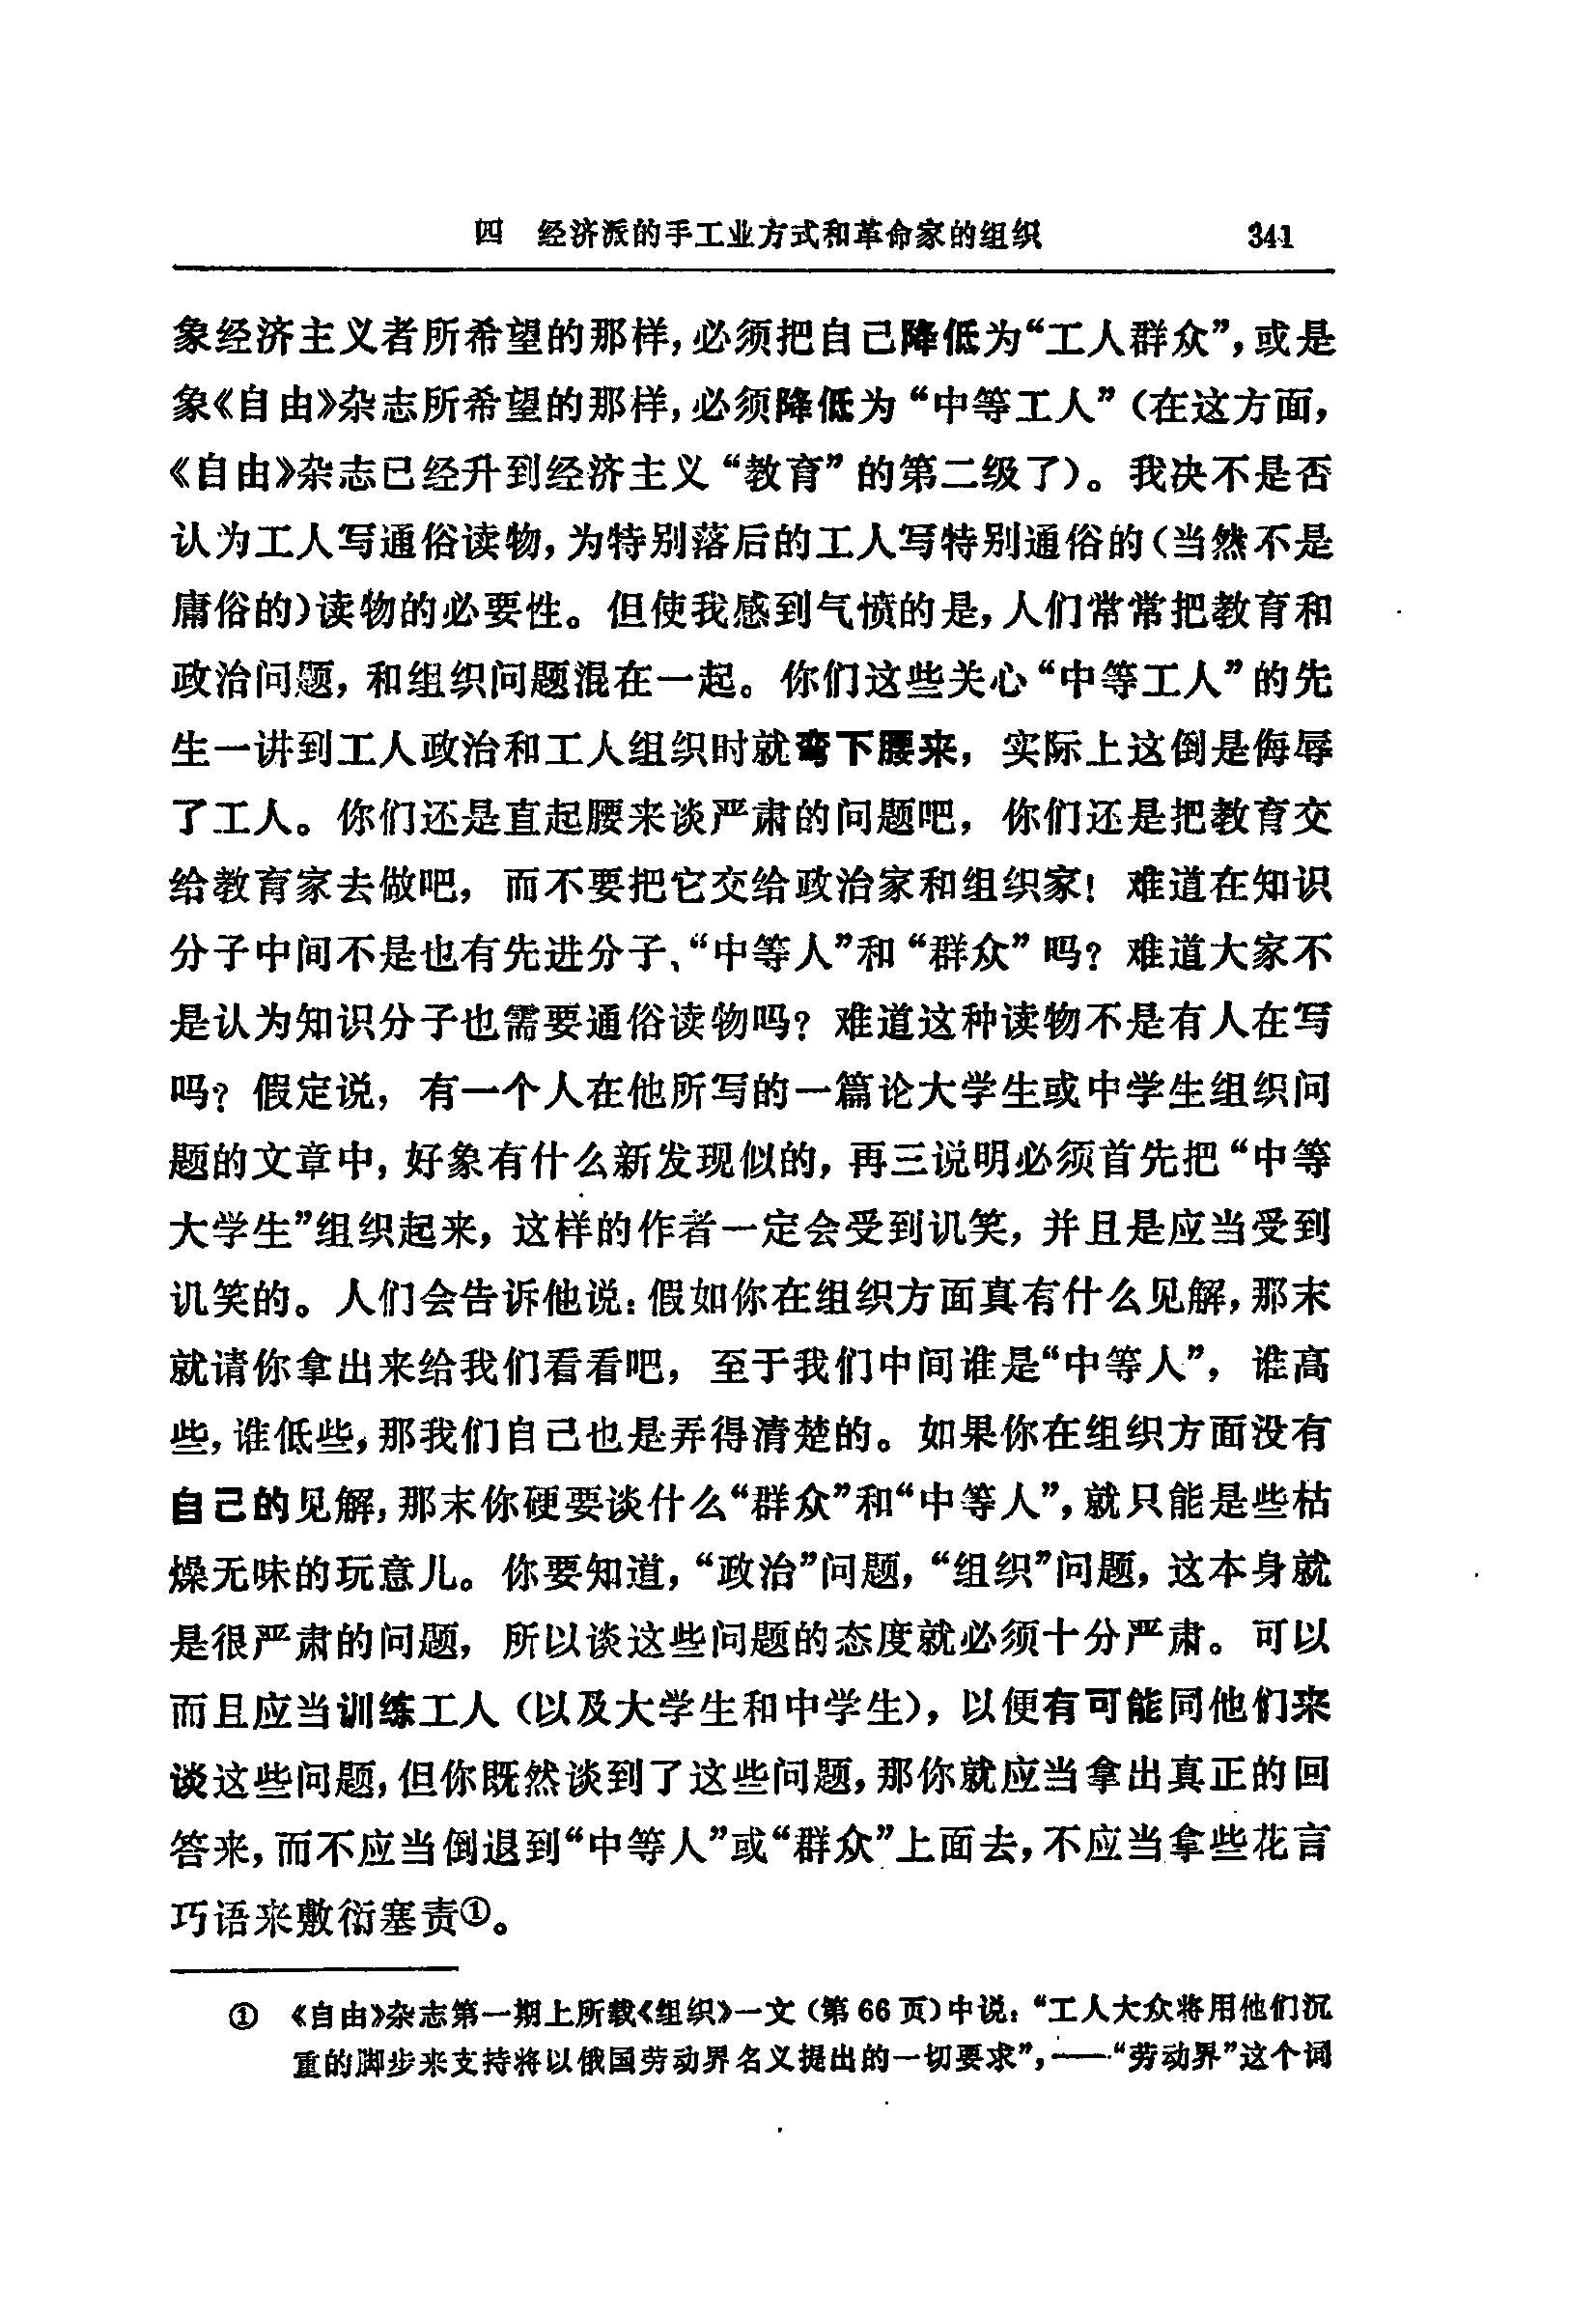 四 经济派的手工业方式和革命家的组织 341
象经济主义者所希望的那样,必须把自己降低为“工人群众”,或是
象《自由》杂志所希望的那样,必须降低为“中等工人”(在这方面,
《自由》杂志已经升到经济主义“教育”的第二级了)。我决不是否
认为工人写通俗读物,为特别落后的工人写特别通俗的(当然不是
庸俗的)读物的必要性。但使我感到气愤的是,人们常常把教育和
政治问题,和组织问题混在一起。你们这些关心“中等工人”的先
生一讲到工人政治和工人组织时就弯下腰来,实际上这倒是侮辱
了工人。你们还是直起腰来谈严肃的问题吧,你们还是把教育交
给教育家去做吧,而不要把它交给政治家和组织家!难道在知识
分子中间不是也有先进分子、“中等人”和“群众”吗?难道大家不
是认为知识分子也需要通俗读物吗?难道这种读物不是有人在写
吗?假定说,有一个人在他所写的一篇论大学生或中学生组织问
题的文章中,好象有什么新发现似的,再三说明必须首先把“中等
大学生”组织起来,这样的作者一定会受到讥笑,并且是应当受到
讥笑的。人们会告诉他说:假如你在组织方面真有什么见解,那末
就请你拿出来给我们看看吧,至于我们中间谁是“中等人”,谁高
些,谁低些,那我们自己也是弄得清楚的。如果你在组织方面没有
自己的见解,那末你硬要谈什么“群众”和“中等人”,就只能是些枯
燥无味的玩意儿。你要知道,“政治”问题,“组织”问题,这本身就
是很严肃的问题,所以谈这些问题的态度就必须十分严肃。可以
而且应当训练工人(以及大学生和中学生),以便有可能同他们来
谈这些问题,但你既然谈到了这些问题,那你就应当拿出真正的回
答来,而不应当倒退到“中等人”或“群众”上面去,不应当拿些花言
巧语来敷衍塞责①。
① 《自由》杂志第一期上所载《组织》一文(第66页)中说:“工人大众将用他们沉
重的脚步来支持将以俄国劳动界名义提出的一切要求”,——“劳动界”这个词